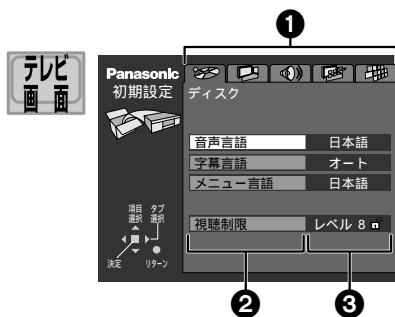 ❶
テレビ
画面
Panasonic
初期設定
ディスク
音声言語 日本語
字幕言語 オート
メニュー言語 日本語
視聴制限 レベル 8
項目 タブ
選択 選択
決定 リターン
❷ ❸